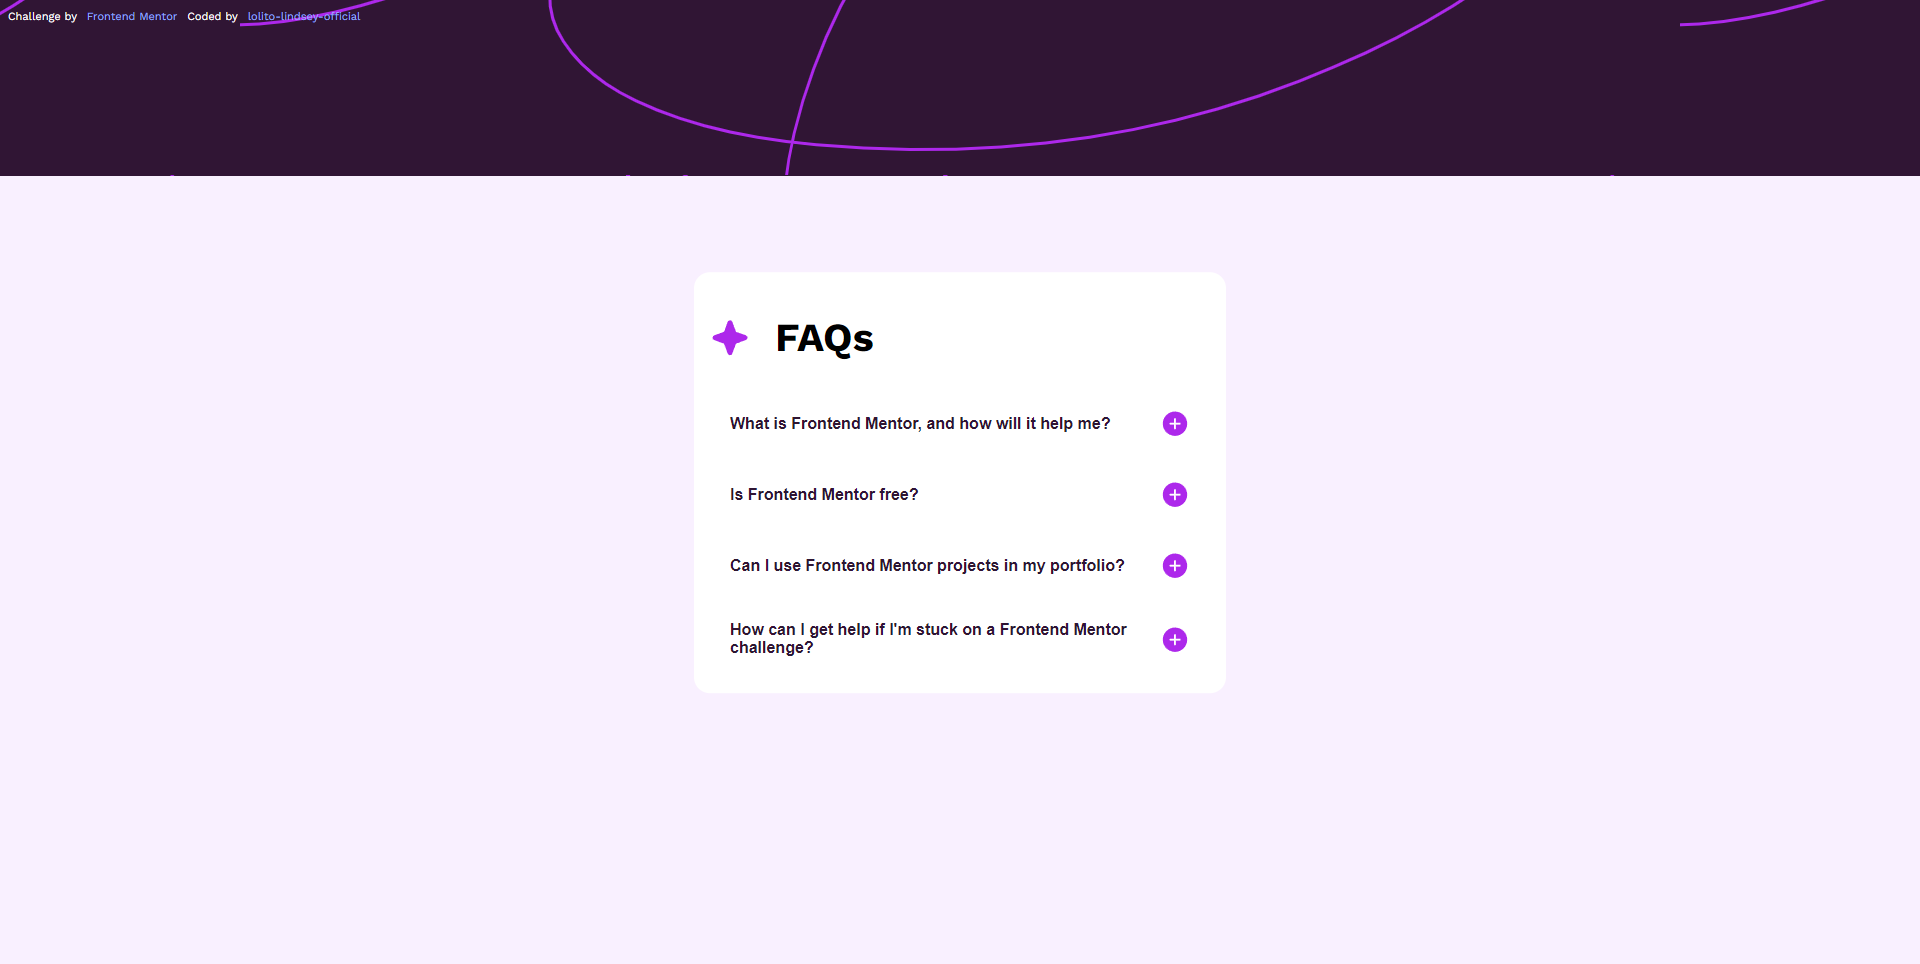 Challenge by Frontend Mentor Coded by lolito-lindsey-official
FAQs
What is Frontend Mentor, and how will it help me?
Is Frontend Mentor free?
Can I use Frontend Mentor projects in my portfolio?
How can I get help if I'm stuck on a Frontend Mentor
challenge?